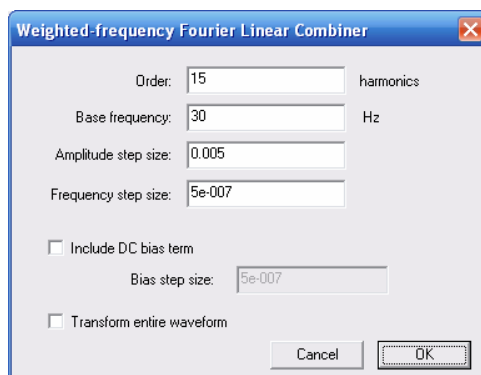 Weighted-frequency Fourier Linear Combiner
Order: 15 harmonics
Base frequency: 30 Hz
Amplitude step size: 0.005
Frequency step size: 5e-007
Include DC bias term
Bias step size: 5e-007
Transform entire waveform
Cancel OK